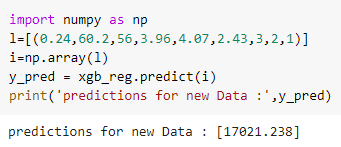 import numpy as np
l=[(0.24,60.2,56,3.96,4.07,2.43,3,2,1)]
i=np.array(l)
y_pred = xgb_reg.predict(i)
print('predictions for new Data :',y_pred)
predictions for new Data : [17021.238]